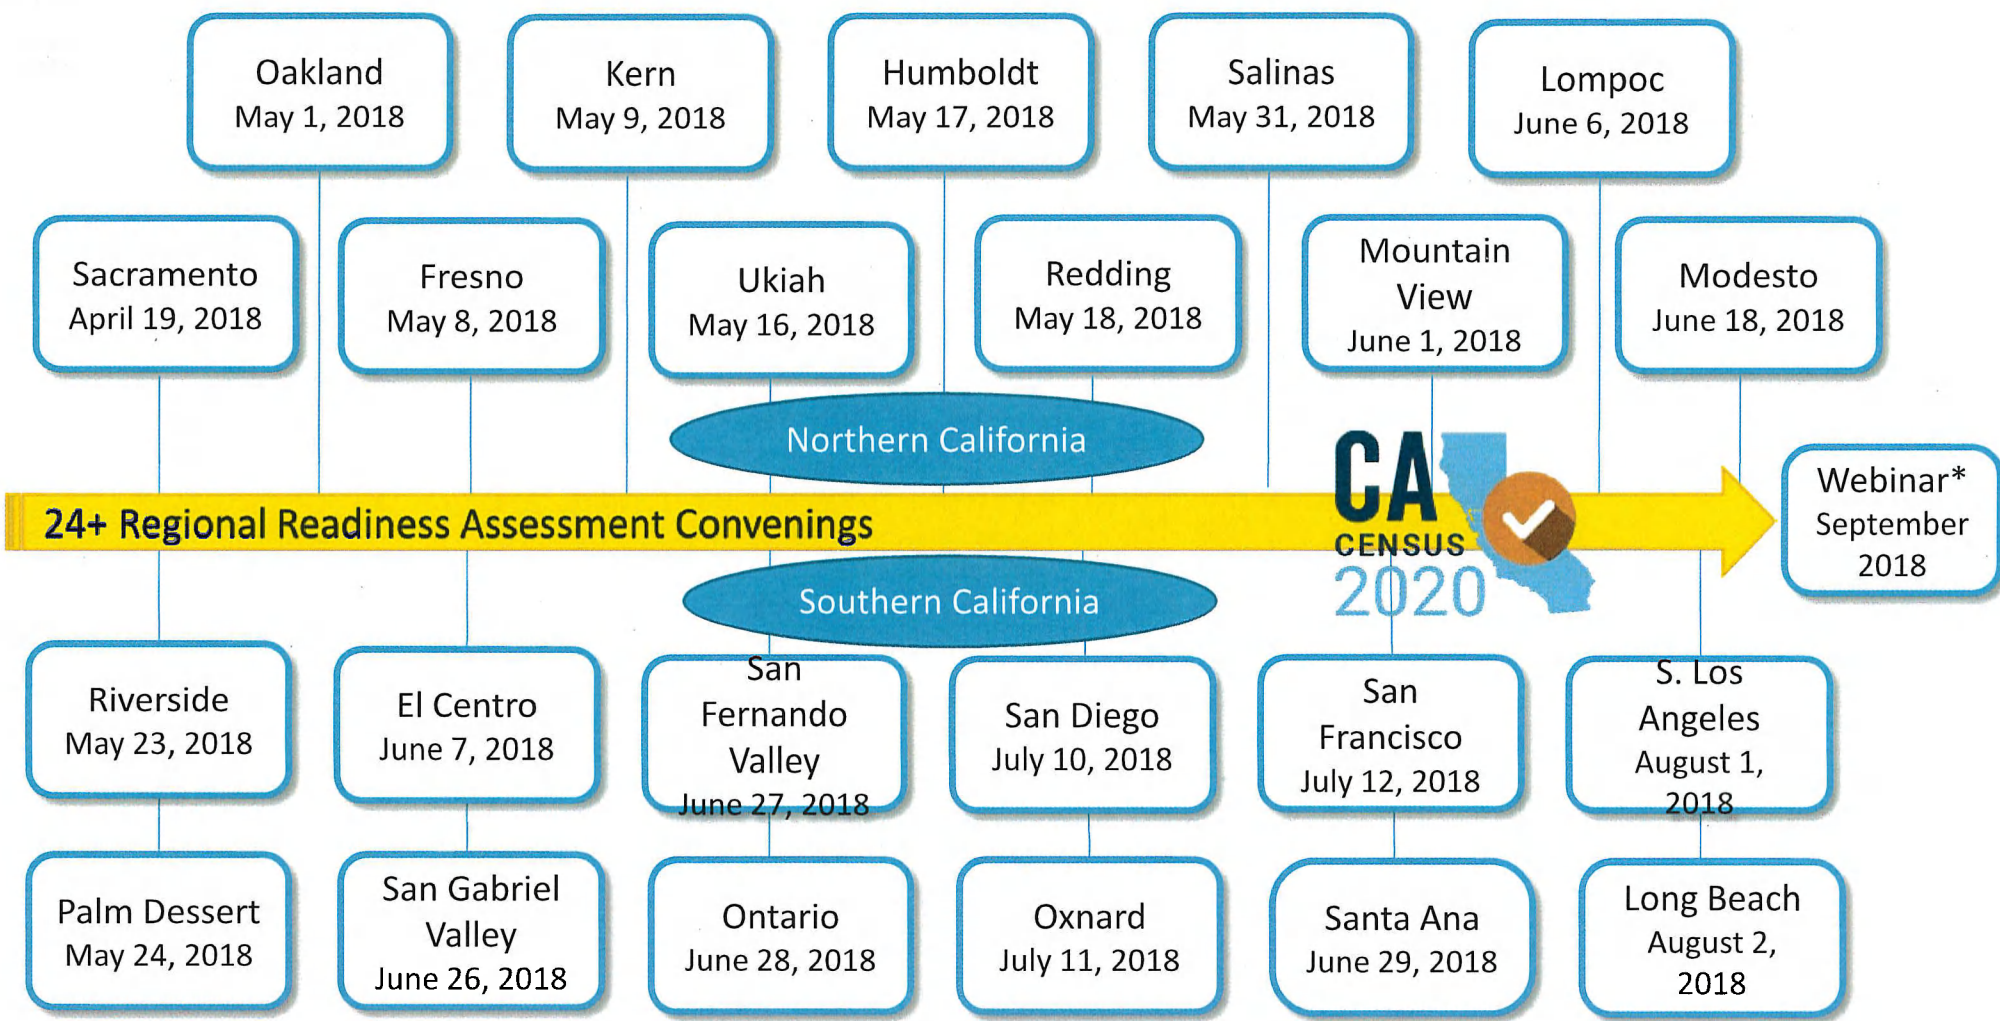 Oakland
May 1, 2018
Kern
May 9, 2018
Humboldt
May 17, 2018
Salinas
May 31, 2018
Lompoc
June 6, 2018
Sacramento
April 19, 2018
Fresno
May 8, 2018
Ukiah
May 16, 2018
Redding
May 18, 2018
Mountain
View
June 1, 2018
Modesto
June 18, 2018
Northern California
24+ Regional Readiness Assessment Convenings
CA
CENSUS
2020
Webinar*
September
2018
Southern California
Riverside
May 23, 2018
El Centro
June 7, 2018
San
Fernando
Valley
June 27, 2018
San Diego
July 10, 2018
San
Francisco
July 12, 2018
S. Los
Angeles
August 1,
2018
Palm Dessert
May 24, 2018
San Gabriel
Valley
June 26, 2018
Ontario
June 28, 2018
Oxnard
July 11, 2018
Santa Ana
June 29, 2018
Long Beach
August 2,
2018